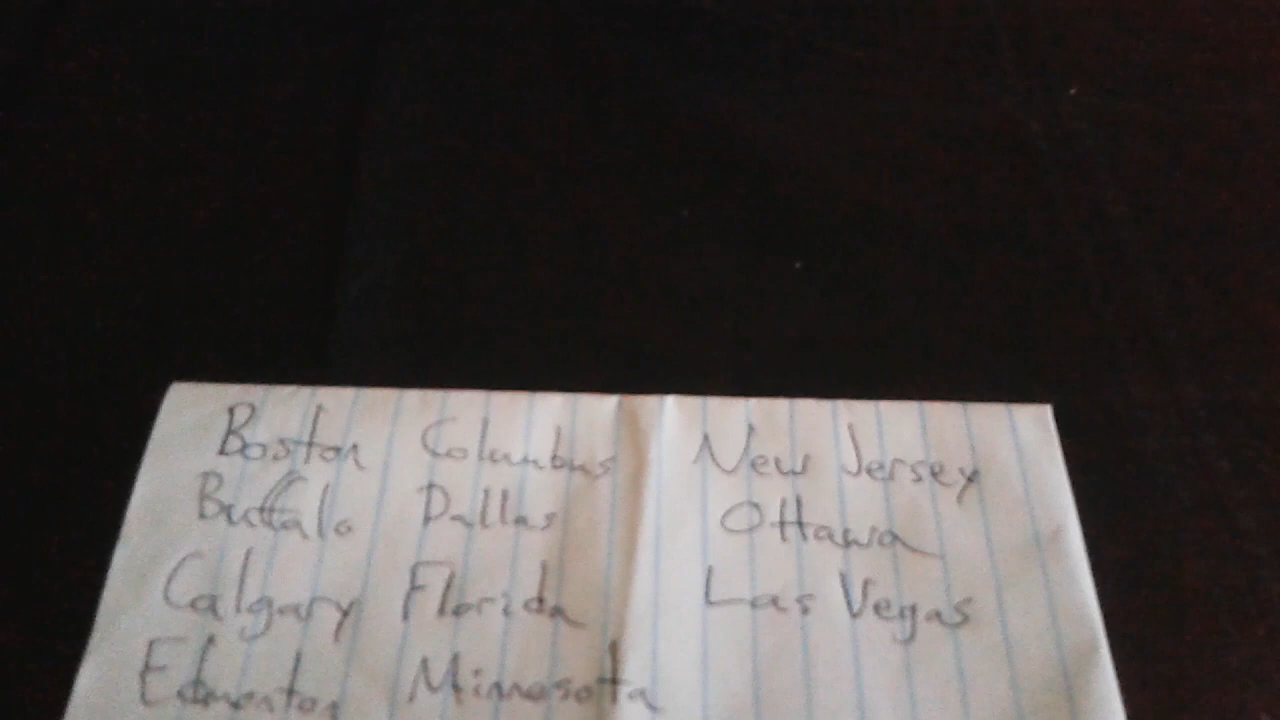 Boston Columbus New Jersey
Buffalo Dallas Ottawa
Calgary Florida Las Vegas
Edmonton Minnesota